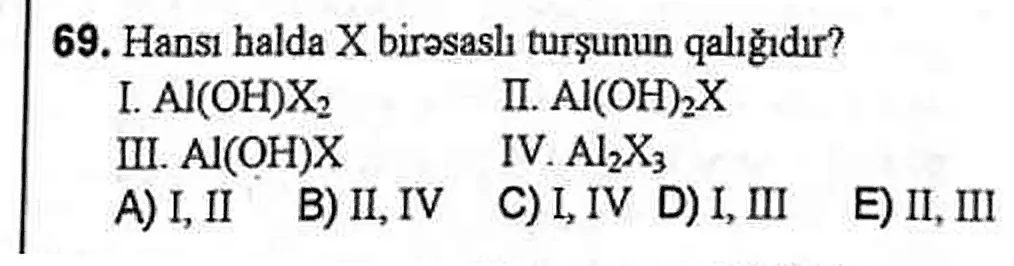 69. Hansı halda X birəsaslı turşunun qalığıdır?
I. Al(OH)X₂ II. Al(OH)₂X
III. Al(OH)X IV. Al₂X₃
A) I, II B) II, IV C) I, IV D) I, III E) II, III